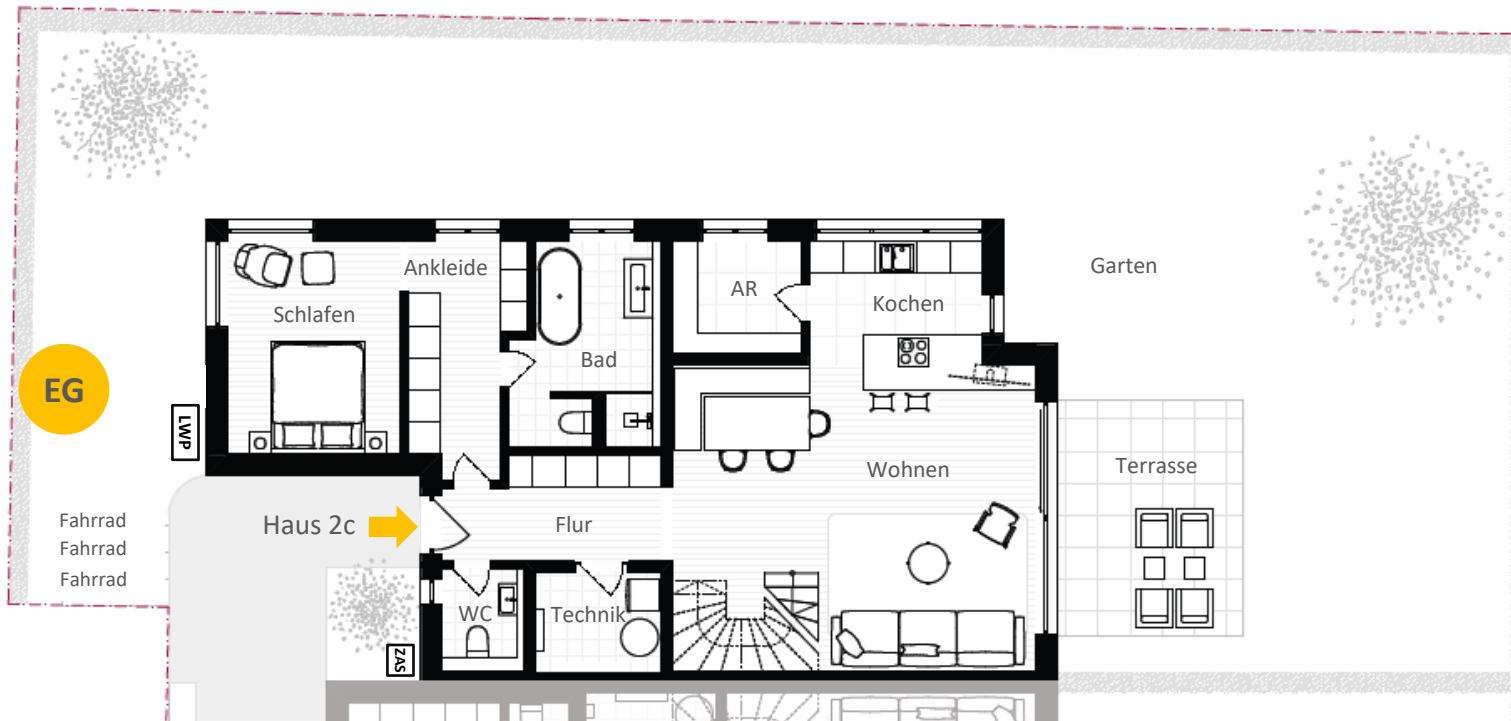 Ankleide
Garten
AR
Kochen
Schlafen
Bad
EG
LWP
Wohnen
Terrasse
Fahrrad
Fahrrad
Fahrrad
Haus 2c
Flur
WC
Technik
ZAS